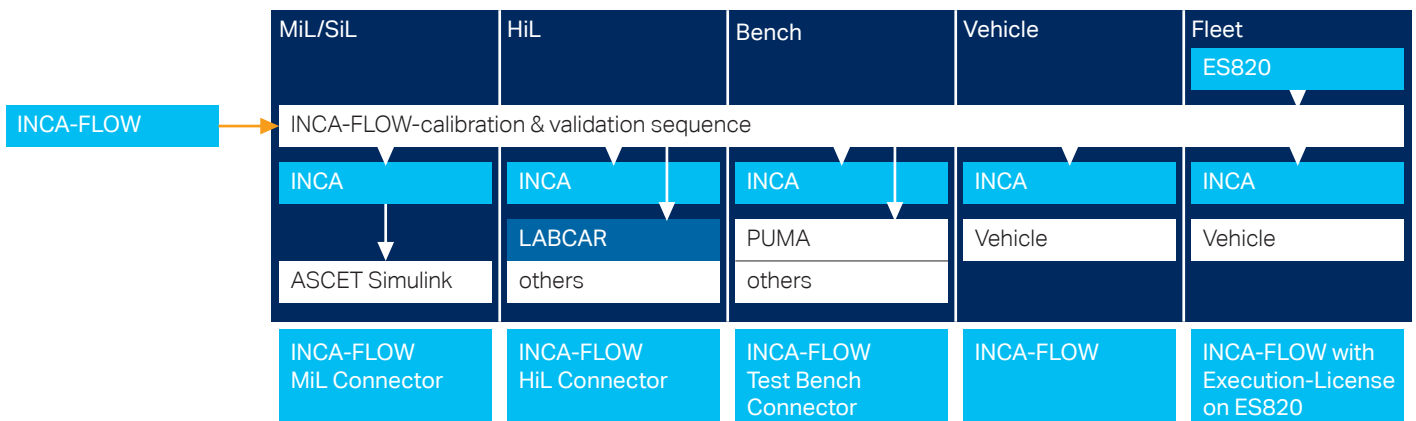 MiL/SiL
HiL
Bench
Vehicle
Fleet
ES820
INCA-FLOW
INCA-FLOW-calibration & validation sequence
INCA
INCA
INCA
INCA
INCA
LABCAR
PUMA
Vehicle
Vehicle
ASCET Simulink
others
others
INCA-FLOW
MiL Connector
INCA-FLOW
HiL Connector
INCA-FLOW
Test Bench
Connector
INCA-FLOW
INCA-FLOW with
Execution-License
on ES820